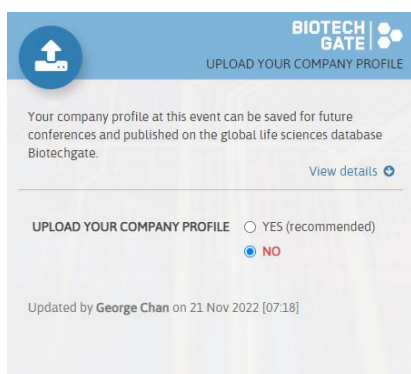 BIOTECH
GATE
UPLOAD YOUR COMPANY PROFILE
Your company profile at this event can be saved for future
conferences and published on the global life sciences database
Biotechgate.
View details
UPLOAD YOUR COMPANY PROFILE YES (recommended)
NO
Updated by George Chan on 21 Nov 2022 [07:18]